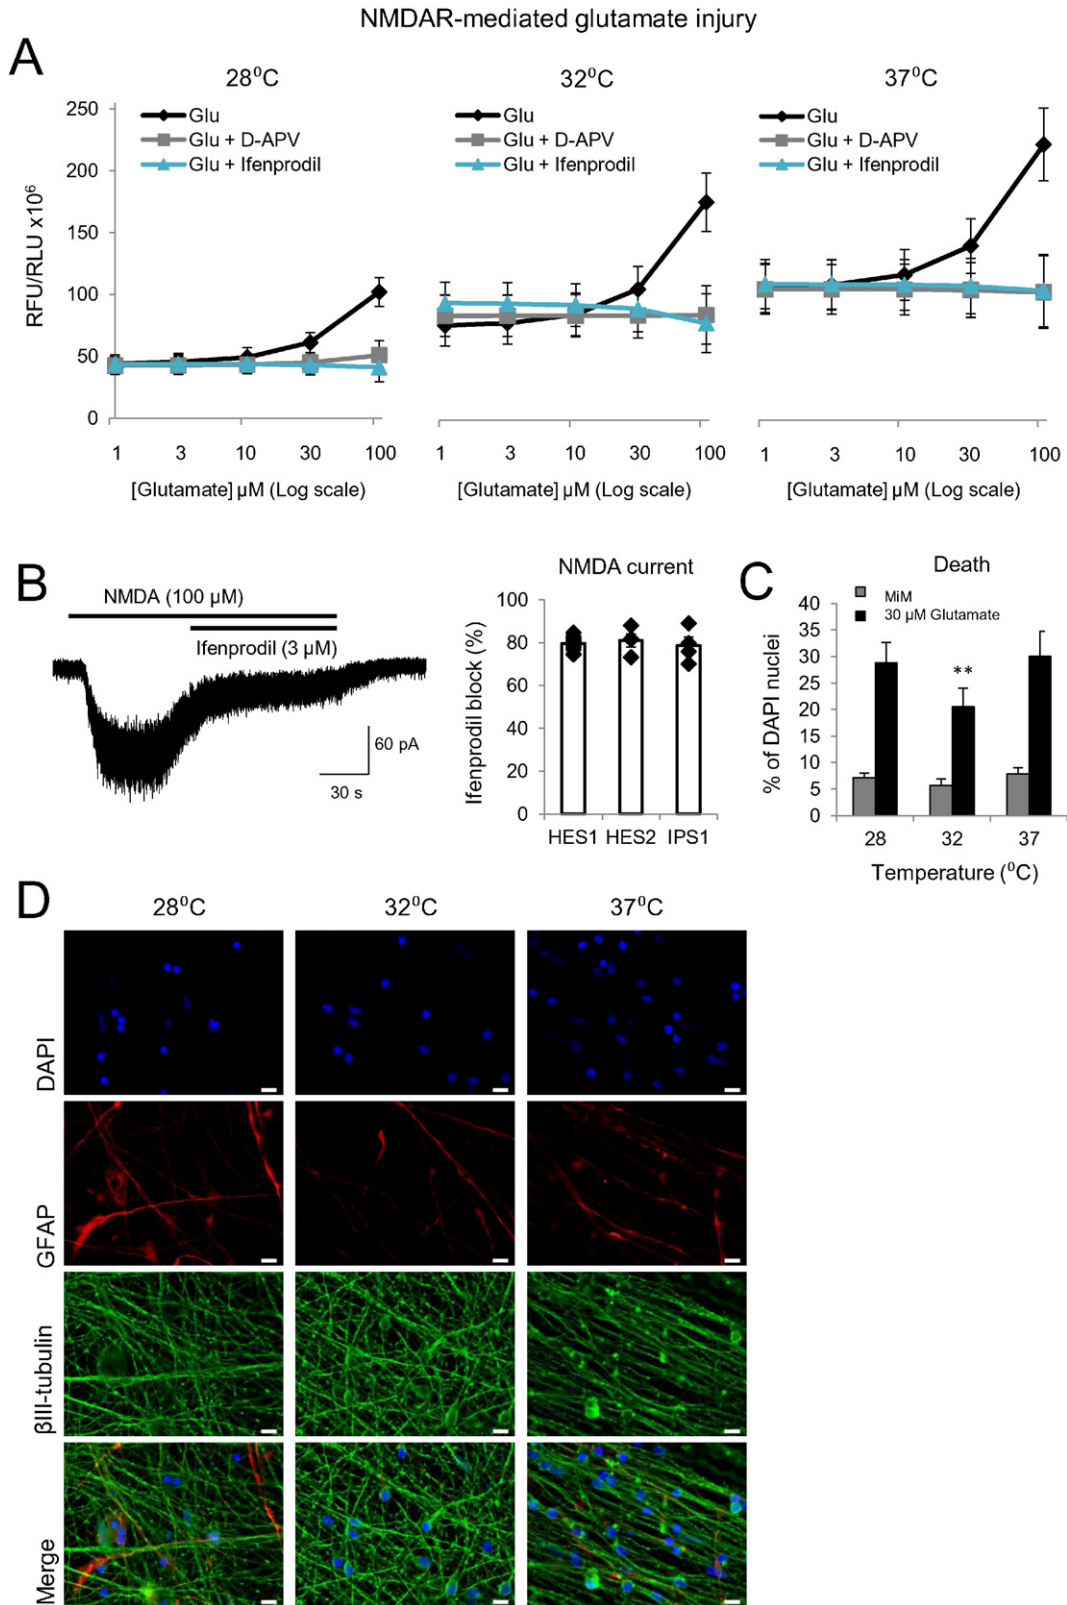 NMDAR-mediated glutamate injury
A
28⁰C
32⁰C
37⁰C
RFU/RLU x10⁶
250
200
150
100
50
0
Glu
Glu + D-APV
Glu + Ifenprodil
Glu
Glu + D-APV
Glu + Ifenprodil
Glu
Glu + D-APV
Glu + Ifenprodil
1 3 10 30 100
1 3 10 30 100
1 3 10 30 100
[Glutamate] µM (Log scale)
[Glutamate] µM (Log scale)
[Glutamate] µM (Log scale)
B
NMDA (100 µM)
Ifenprodil (3 µM)
60 pA
30 s
NMDA current
Ifenprodil block (%)
100
80
60
40
20
0
HES1 HES2 IPS1
C
Death
MiM
30 µM Glutamate
% of DAPI nuclei
40
35
30
25
20
15
10
5
0
**
28 32 37
Temperature (⁰C)
D
28⁰C
32⁰C
37⁰C
DAPI
GFAP
βIII-tubulin
Merge